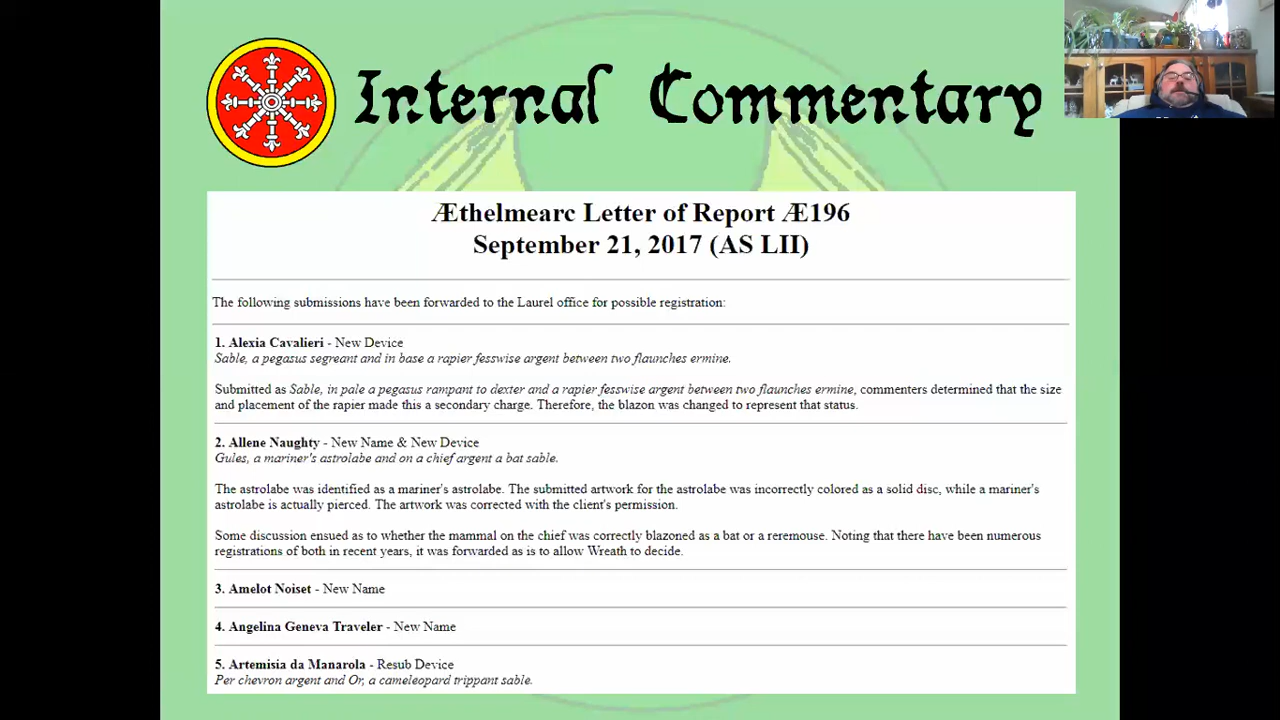 Internal Commentary
Æthelmearc Letter of Report Æ196
September 21, 2017 (AS LII)
The following submissions have been forwarded to the Laurel office for possible registration:
1. Alexia Cavalieri - New Device
Sable, a pegasus segreant and in base a rapier fesswise argent between two flaunches ermine.
Submitted as Sable, in pale a pegasus rampant to dexter and a rapier fesswise argent between two flaunches ermine, commenters determined that the size
and placement of the rapier made this a secondary charge. Therefore, the blazon was changed to represent that status.
2. Allene Naughty - New Name & New Device
Gules, a mariner's astrolabe and on a chief argent a bat sable.
The astrolabe was identified as a mariner's astrolabe. The submitted artwork for the astrolabe was incorrectly colored as a solid disc, while a mariner's
astrolabe is actually pierced. The artwork was corrected with the client's permission.
Some discussion ensued as to whether the mammal on the chief was correctly blazoned as a bat or a reremouse. Noting that there have been numerous
registrations of both in recent years, it was forwarded as is to allow Wreath to decide.
3. Amelot Noiset - New Name
4. Angelina Geneva Traveler - New Name
5. Artemisia da Manarola - Resub Device
Per chevron argent and Or, a cameleopard trippant sable.